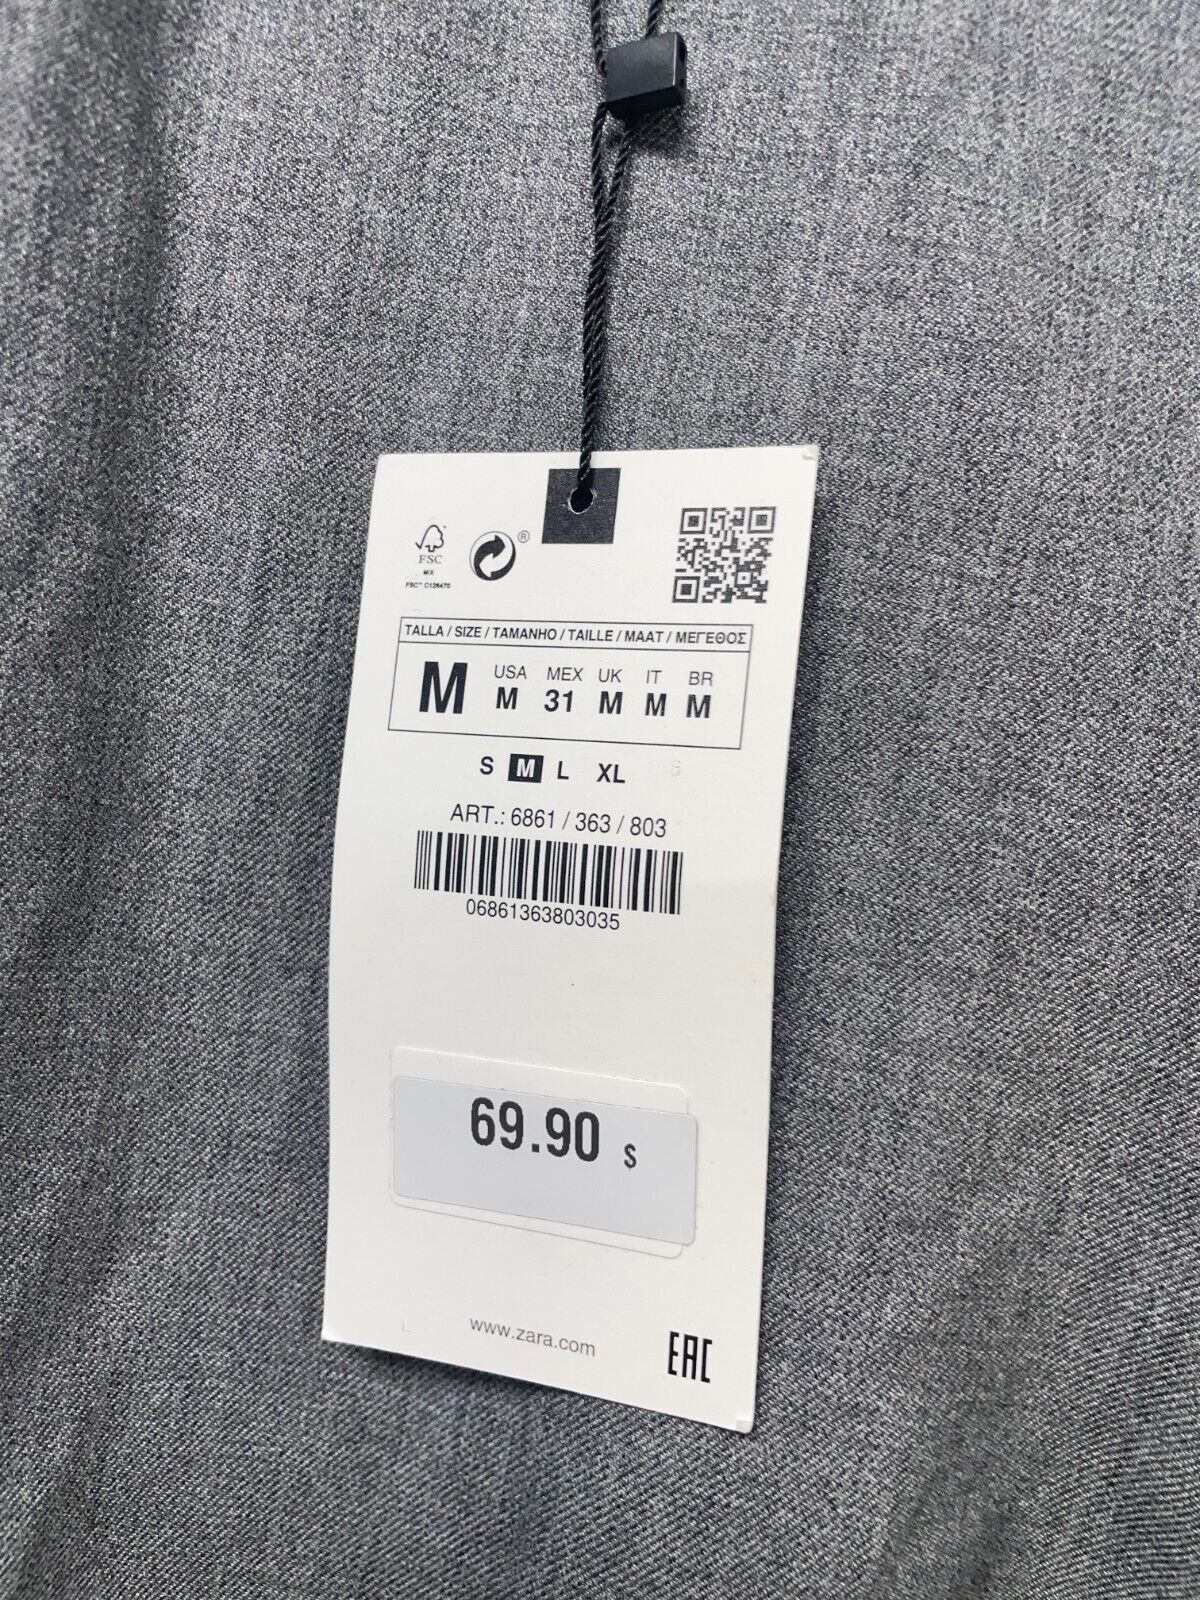 FSC
MIX
FSC™ C128470
®
TALLA / SIZE / TAMANHO / TAILLE / MAAT / ΜΕΓΕΘΟΣ
M
USA MEX UK IT BR
M 31 M M M
S M L XL
ART.: 6861 / 363 / 803
06861363803035
69.90 $
www.zara.com
EAC